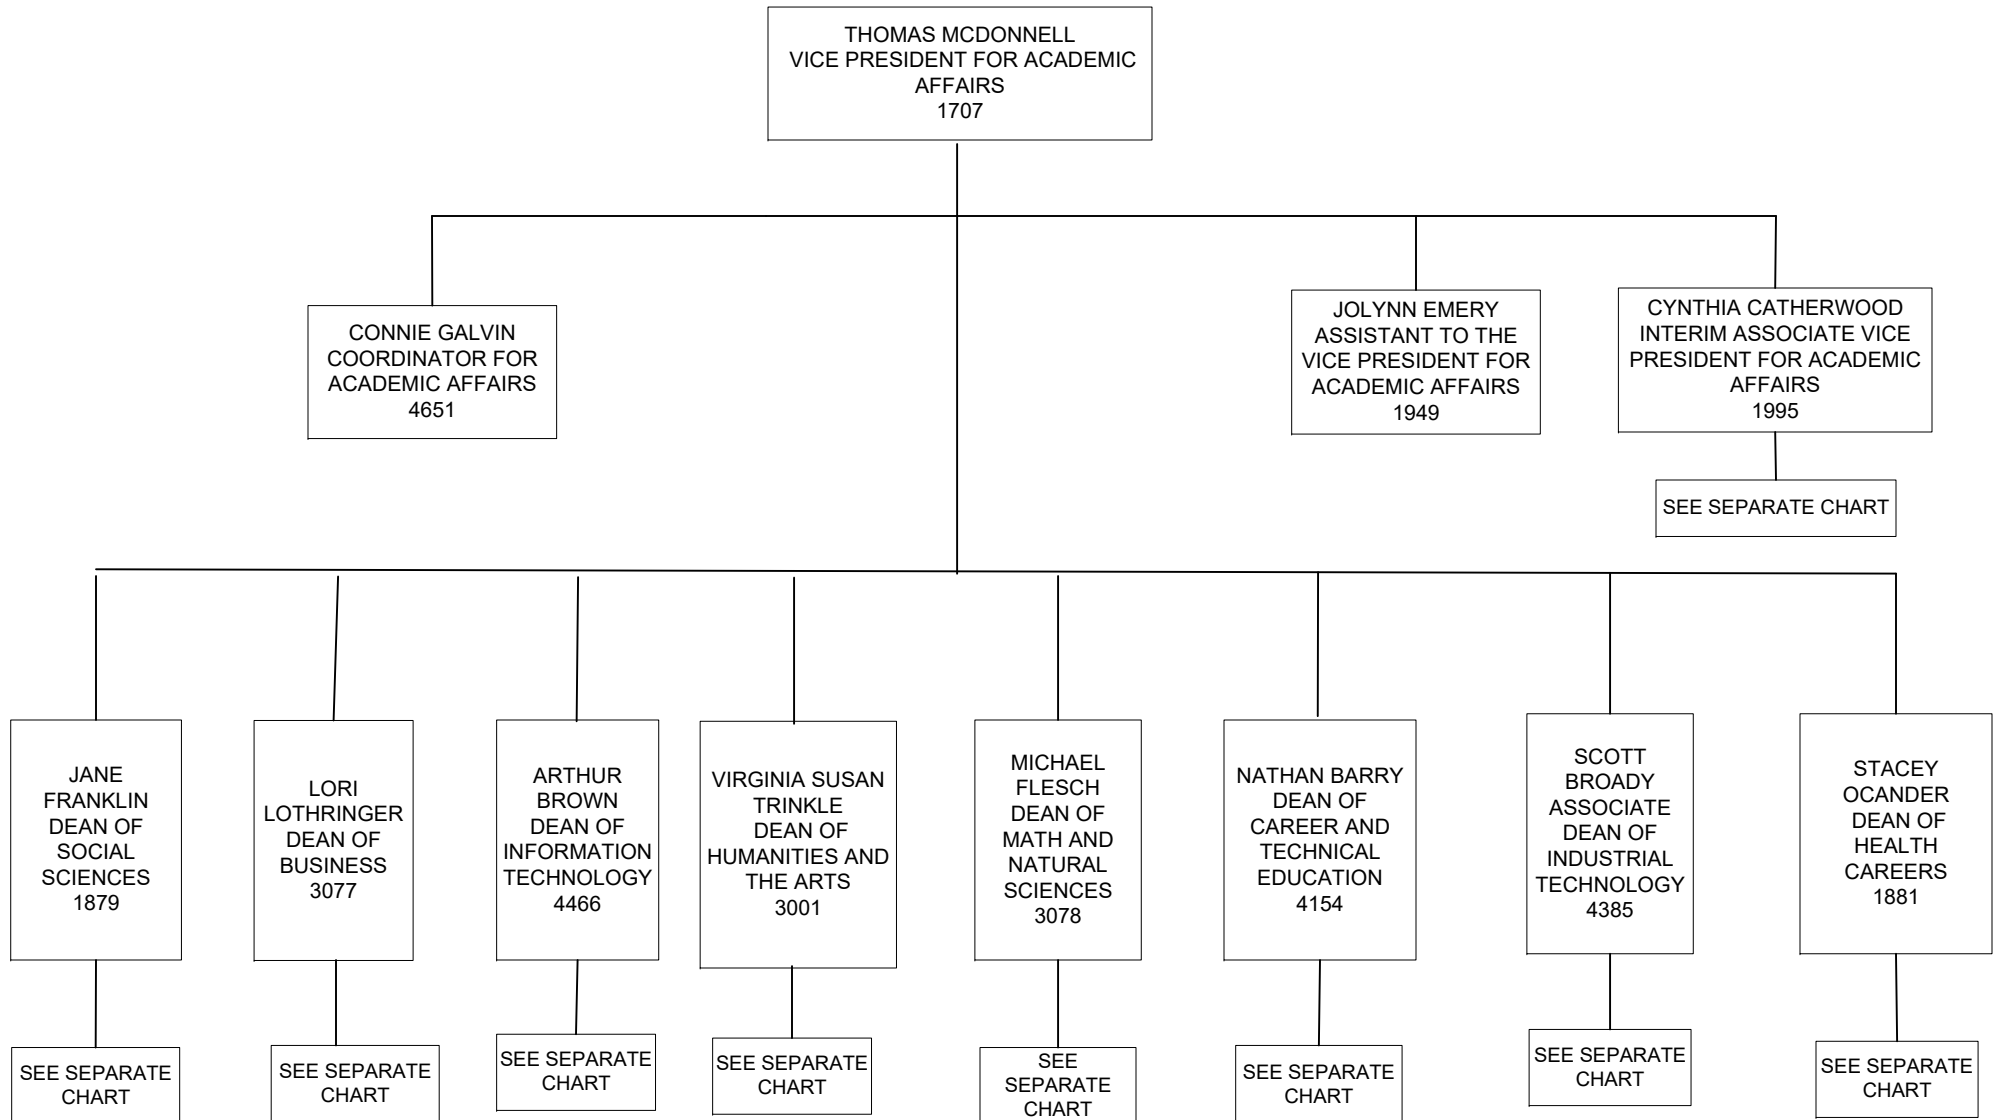 THOMAS MCDONNELL
VICE PRESIDENT FOR ACADEMIC
AFFAIRS
1707
CONNIE GALVIN
COORDINATOR FOR
ACADEMIC AFFAIRS
4651
JOLYNN EMERY
ASSISTANT TO THE
VICE PRESIDENT FOR
ACADEMIC AFFAIRS
1949
CYNTHIA CATHERWOOD
INTERIM ASSOCIATE VICE
PRESIDENT FOR ACADEMIC
AFFAIRS
1995
SEE SEPARATE CHART
JANE
FRANKLIN
DEAN OF
SOCIAL
SCIENCES
1879
LORI
LOTHRINGER
DEAN OF
BUSINESS
3077
ARTHUR
BROWN
DEAN OF
INFORMATION
TECHNOLOGY
4466
VIRGINIA SUSAN
TRINKLE
DEAN OF
HUMANITIES AND
THE ARTS
3001
MICHAEL
FLESCH
DEAN OF
MATH AND
NATURAL
SCIENCES
3078
NATHAN BARRY
DEAN OF
CAREER AND
TECHNICAL
EDUCATION
4154
SCOTT
BROADY
ASSOCIATE
DEAN OF
INDUSTRIAL
TECHNOLOGY
4385
STACEY
OCANDER
DEAN OF
HEALTH
CAREERS
1881
SEE SEPARATE
CHART
SEE SEPARATE
CHART
SEE SEPARATE
CHART
SEE SEPARATE
CHART
SEE
SEPARATE
CHART
SEE SEPARATE
CHART
SEE SEPARATE
CHART
SEE SEPARATE
CHART